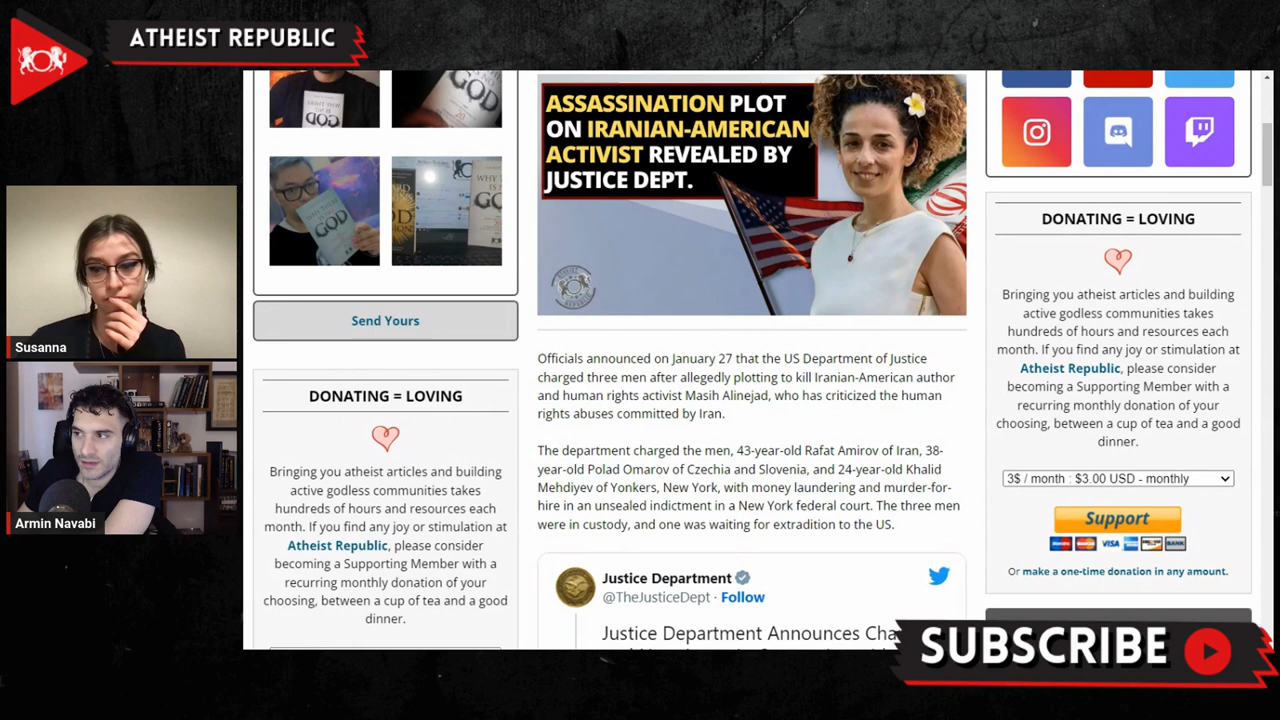 ATHEIST REPUBLIC
Susanna
Armin Navabi
GOD
GOD
GOD
Send Yours
DONATING = LOVING
Bringing you atheist articles and building
active godless communities takes
hundreds of hours and resources each
month. If you find any joy or stimulation at
Atheist Republic, please consider
becoming a Supporting Member with a
recurring monthly donation of your
choosing, between a cup of tea and a good
dinner.
ASSASSINATION PLOT
ON IRANIAN-AMERICAN
ACTIVIST REVEALED BY
JUSTICE DEPT.
Officials announced on January 27 that the US Department of Justice
charged three men after allegedly plotting to kill Iranian-American author
and human rights activist Masih Alinejad, who has criticized the human
rights abuses committed by Iran.
The department charged the men, 43-year-old Rafat Amirov of Iran, 38-
year-old Polad Omarov of Czechia and Slovenia, and 24-year-old Khalid
Mehdiyev of Yonkers, New York, with money laundering and murder-for-
hire in an unsealed indictment in a New York federal court. The three men
were in custody, and one was waiting for extradition to the US.
Justice Department
@TheJusticeDept · Follow
Justice Department Announces Cha
DONATING = LOVING
Bringing you atheist articles and building
active godless communities takes
hundreds of hours and resources each
month. If you find any joy or stimulation at
Atheist Republic, please consider
becoming a Supporting Member with a
recurring monthly donation of your
choosing, between a cup of tea and a good
dinner.
3$ / month : $3.00 USD - monthly
Support
VISA
BANK
Or make a one-time donation in any amount.
SUBSCRIBE